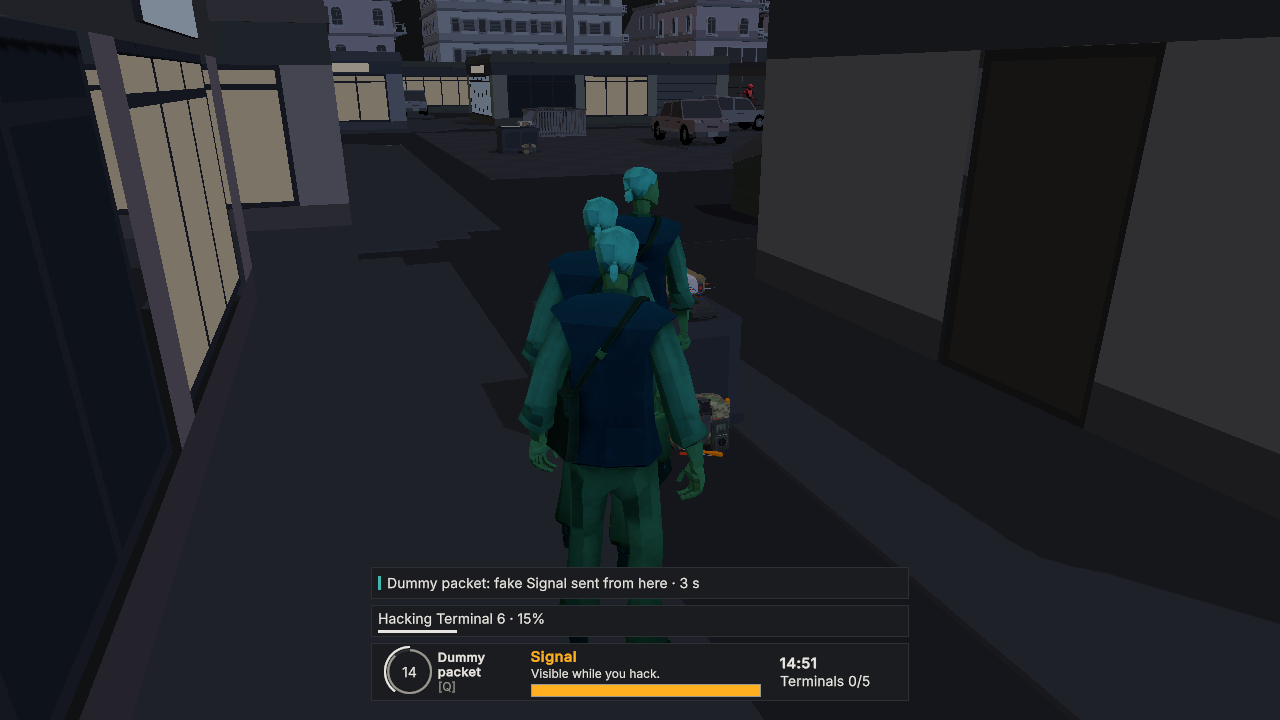 Dummy packet: fake Signal sent from here · 3 s
Hacking Terminal 6 · 15%
14
Dummy
packet
[Q]
Signal
Visible while you hack.
14:51
Terminals 0/5